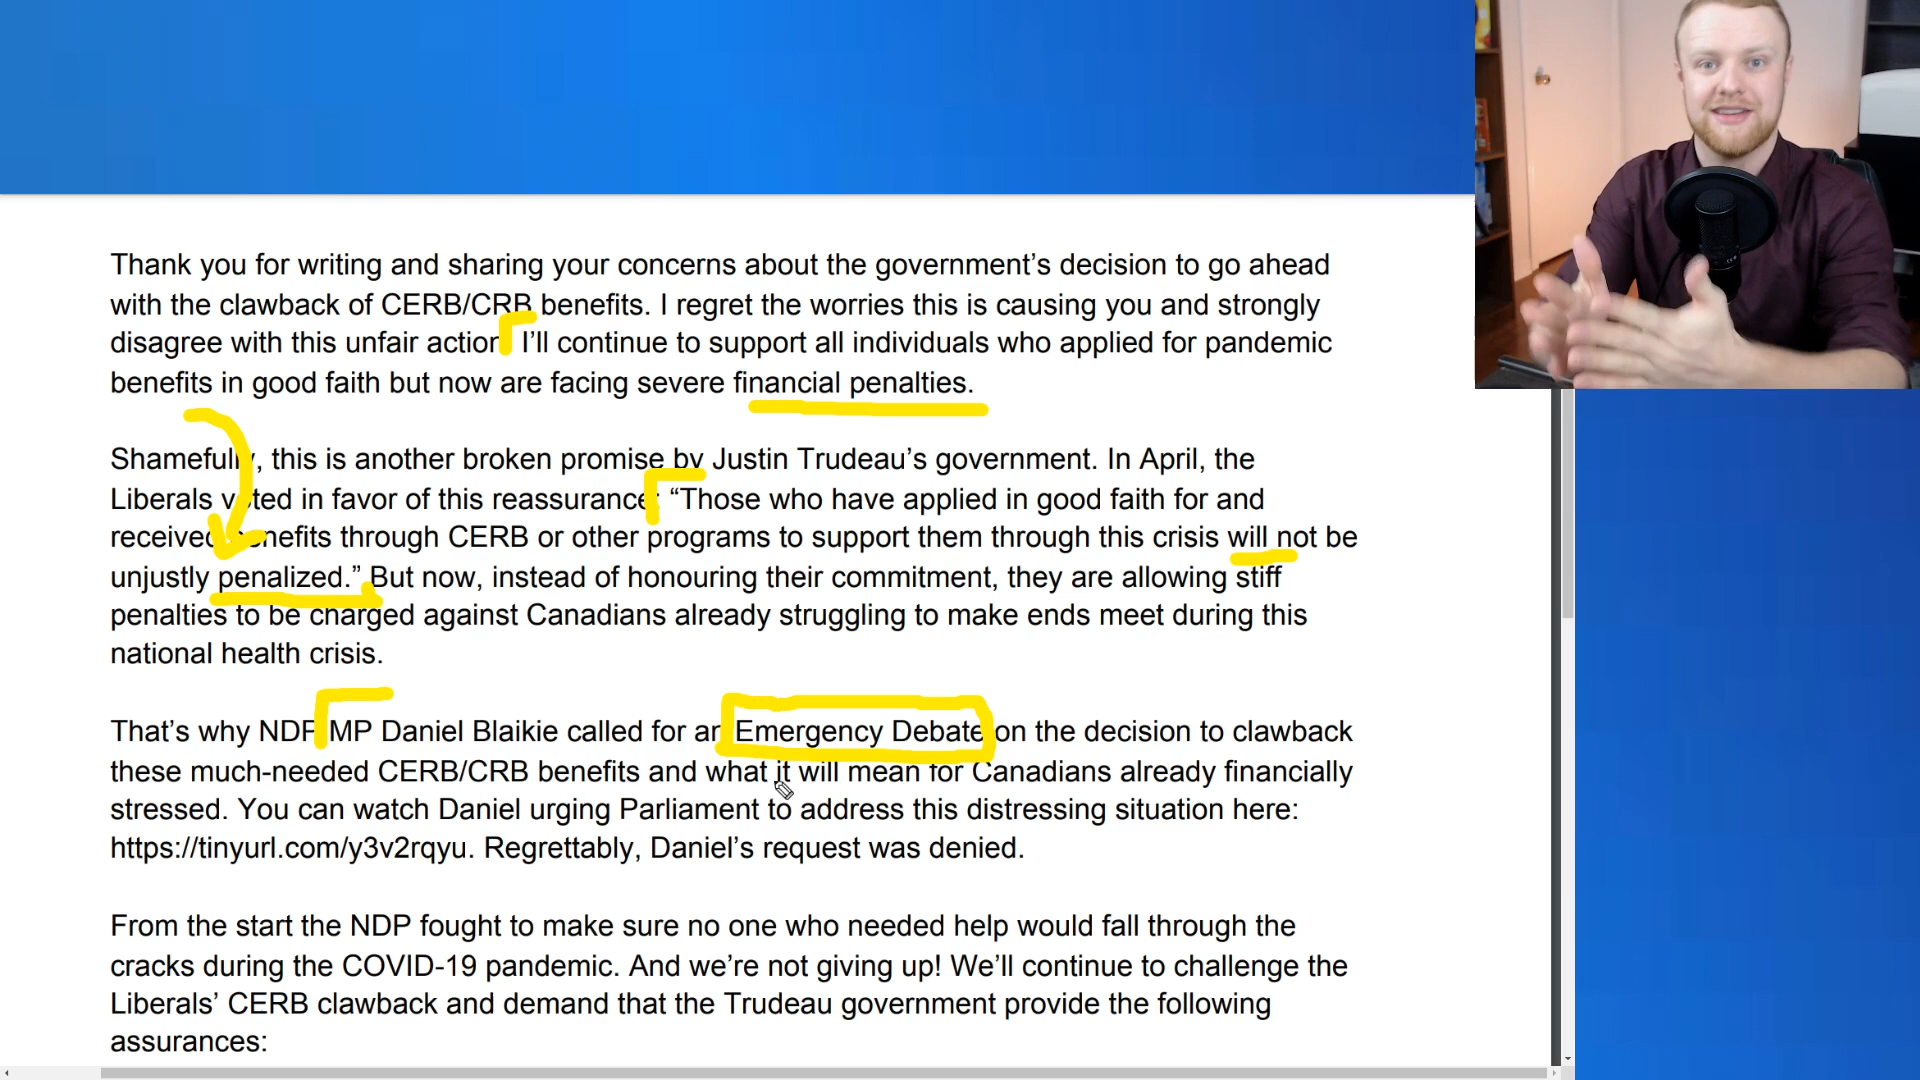 Thank you for writing and sharing your concerns about the government's decision to go ahead
with the clawback of CERB/CRB benefits. I regret the worries this is causing you and strongly
disagree with this unfair action. I'll continue to support all individuals who applied for pandemic
benefits in good faith but now are facing severe financial penalties.
Shamefully, this is another broken promise by Justin Trudeau's government. In April, the
Liberals voted in favor of this reassurance: “Those who have applied in good faith for and
received benefits through CERB or other programs to support them through this crisis will not be
unjustly penalized.” But now, instead of honouring their commitment, they are allowing stiff
penalties to be charged against Canadians already struggling to make ends meet during this
national health crisis.
That's why NDP MP Daniel Blaikie called for an Emergency Debate on the decision to clawback
these much-needed CERB/CRB benefits and what it will mean for Canadians already financially
stressed. You can watch Daniel urging Parliament to address this distressing situation here:
https://tinyurl.com/y3v2rqyu. Regrettably, Daniel's request was denied.
From the start the NDP fought to make sure no one who needed help would fall through the
cracks during the COVID-19 pandemic. And we're not giving up! We'll continue to challenge the
Liberals' CERB clawback and demand that the Trudeau government provide the following
assurances: